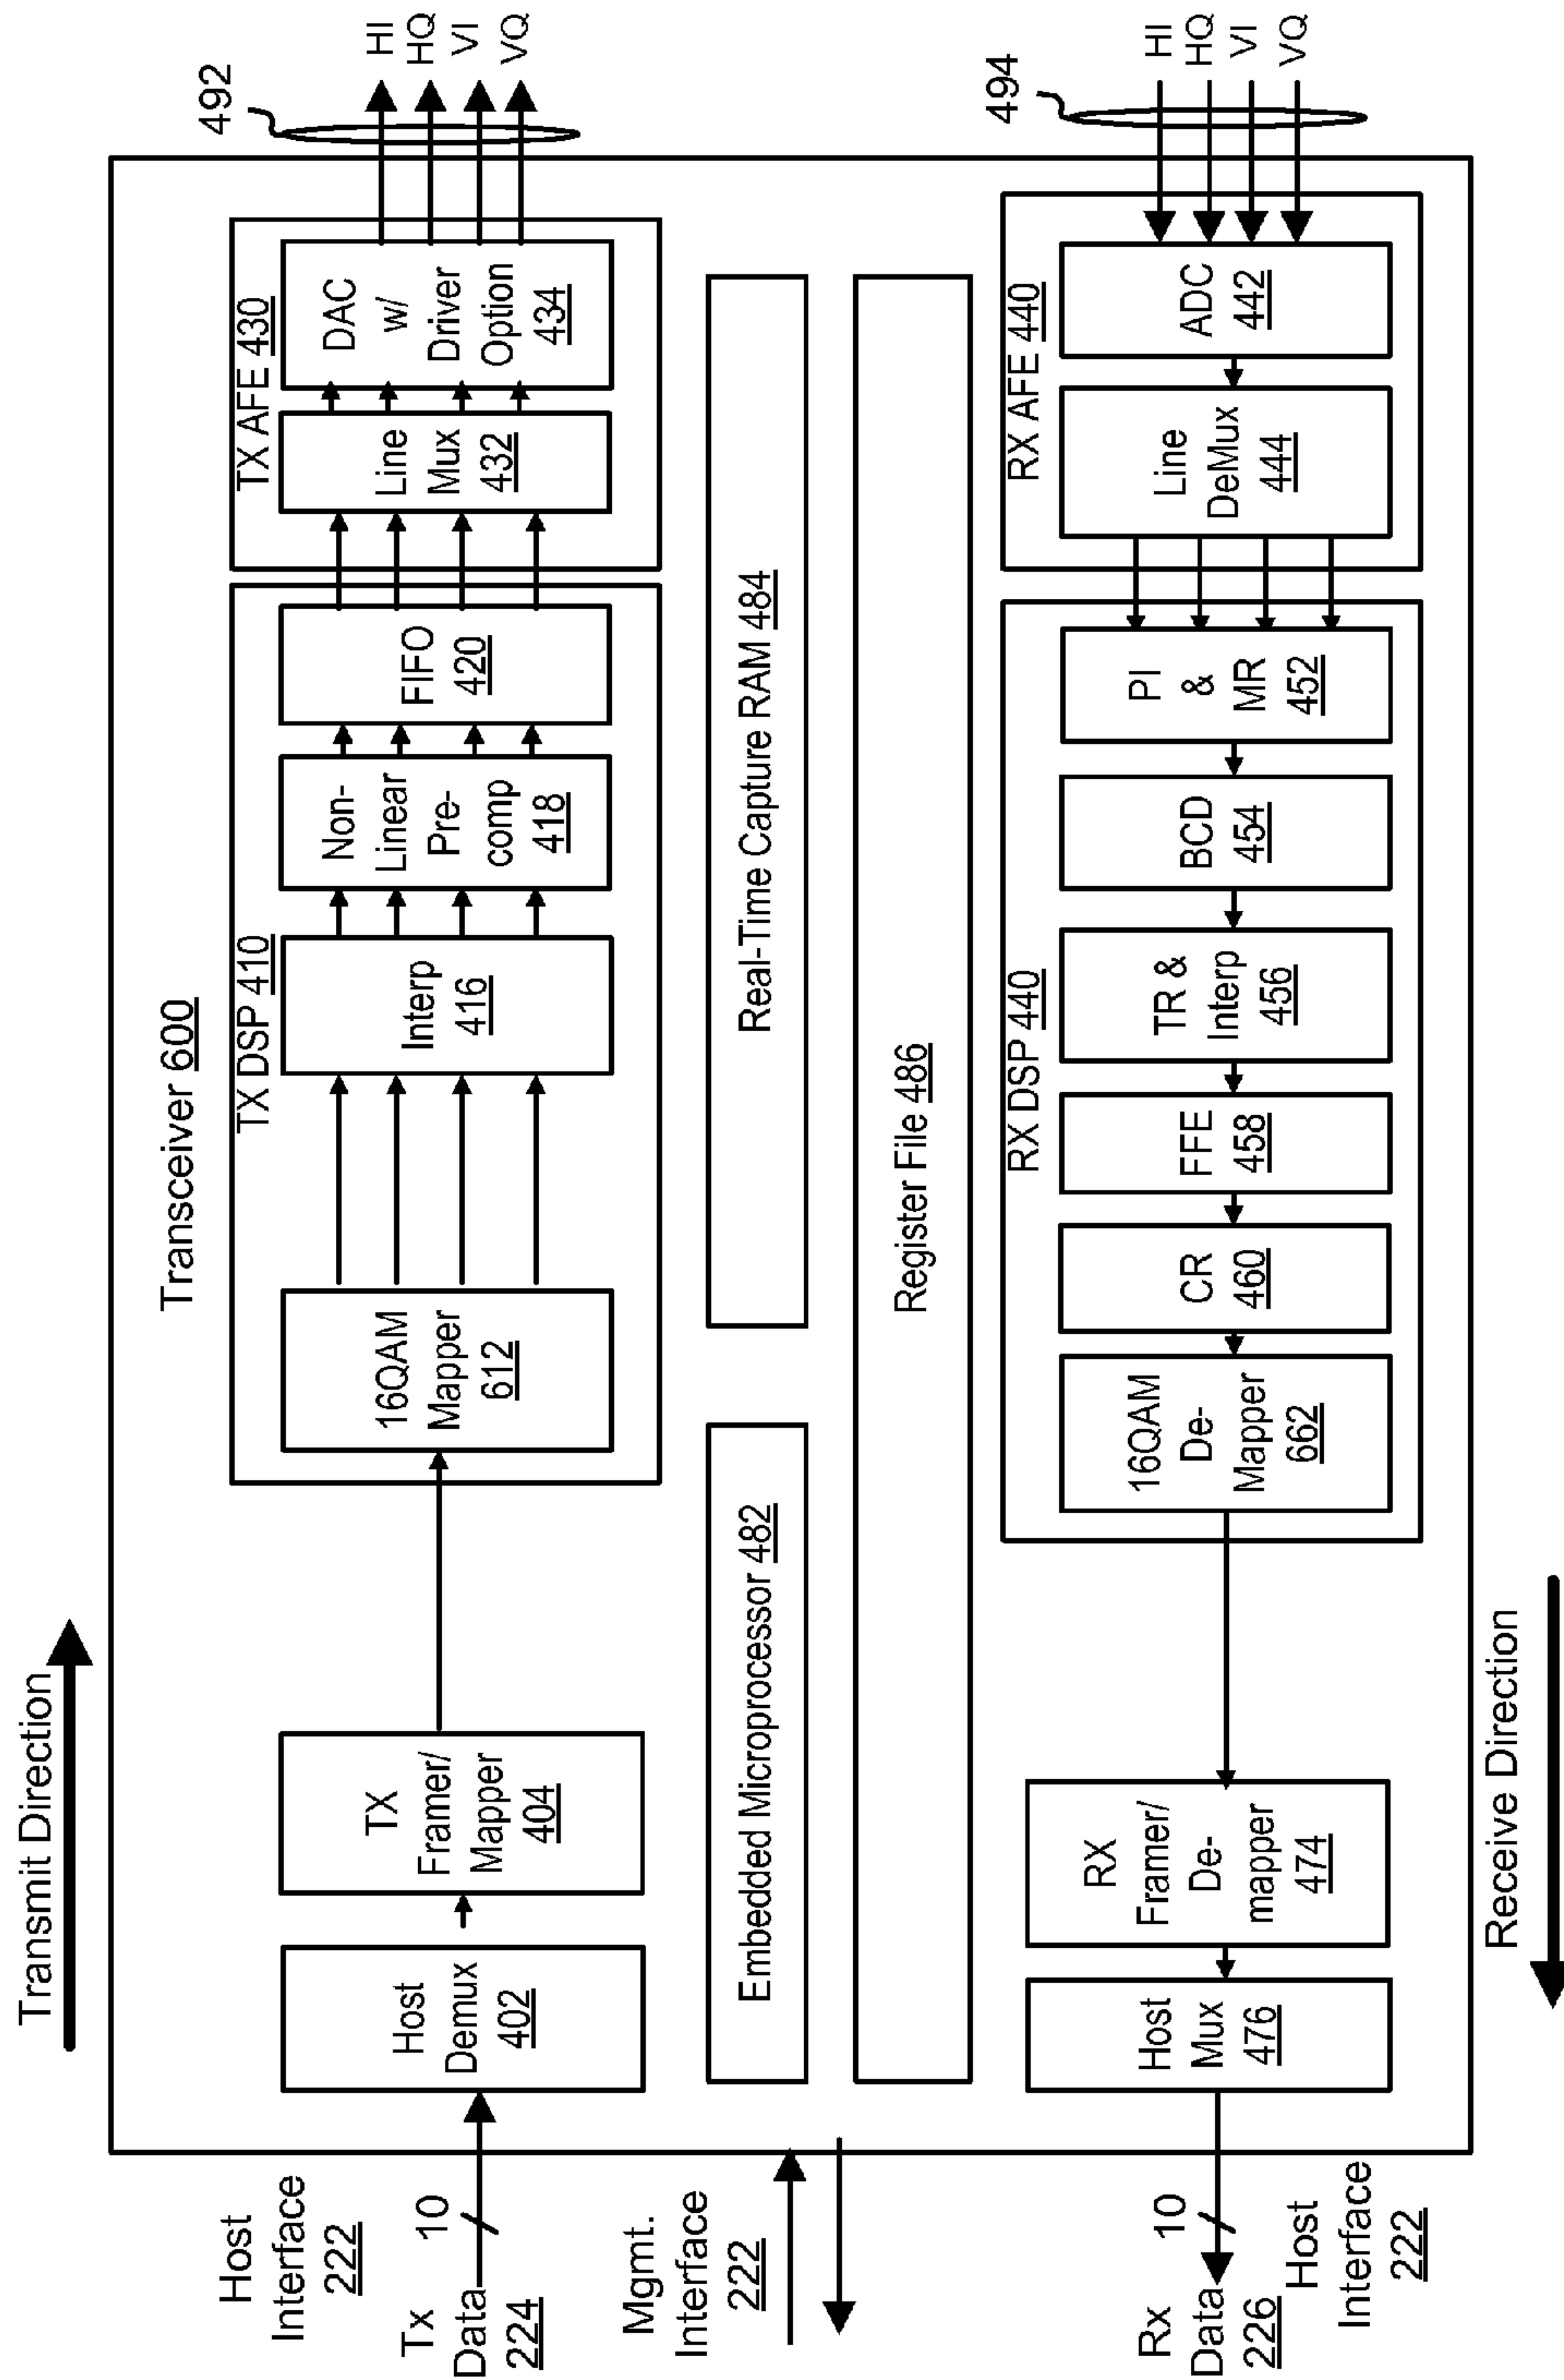 Transmit Direction
Host
Interface
222
Tx
Data
224
10
Mgmt.
Interface
222
Rx
Data
226
10
Host
Interface
222
Transceiver 600
Host
Demux
402
TX
Framer/
Mapper
404
TX DSP 410
16QAM
Mapper
612
Interp
416
Non-
Linear
Pre-
comp
418
FIFO
420
TX AFE 430
Line
Mux
432
DAC
w/
Driver
Option
434
492
HI
HQ
VI
VQ
Embedded Microprocessor 482
Real-Time Capture RAM 484
Register File 486
Host
Mux
476
RX
Framer/
De-
mapper
474
RX DSP 440
16QAM
De-
Mapper
662
CR
460
FFE
458
TR &
Interp
456
BCD
454
PI
&
MR
452
RX AFE 440
Line
DeMux
444
ADC
442
494
HI
HQ
VI
VQ
Receive Direction